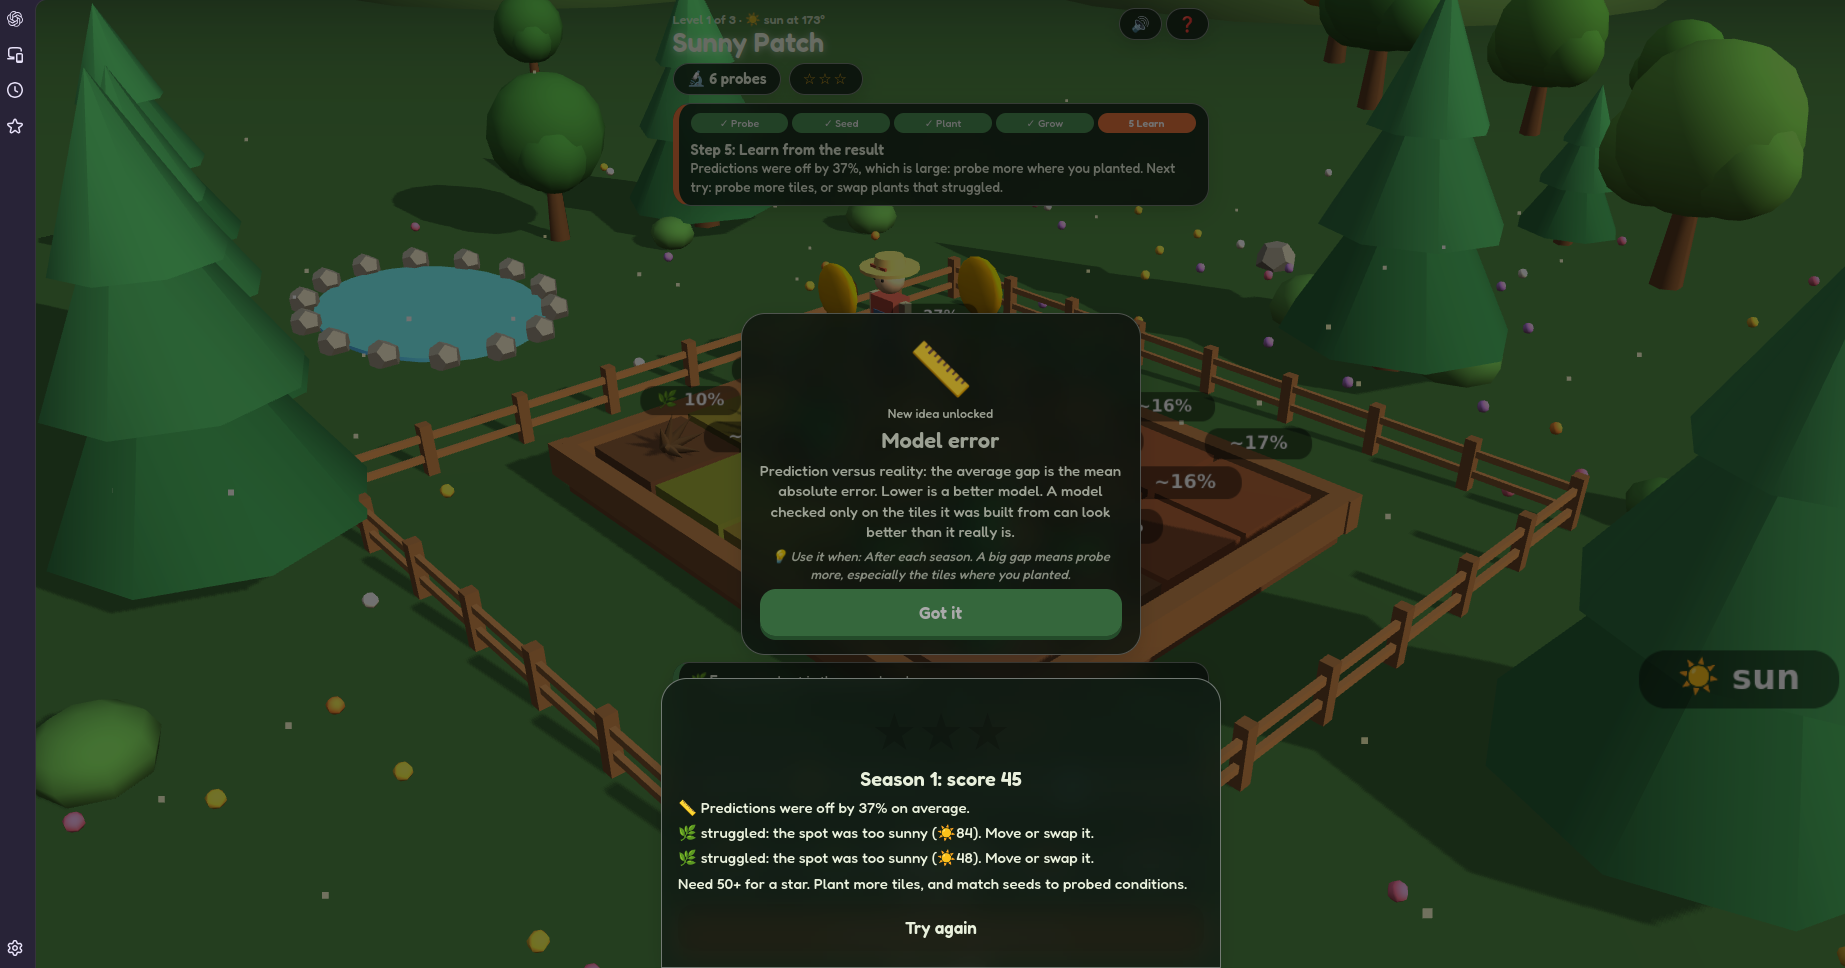 Level 1 of 3 · ☀️ sun at 173°
Sunny Patch
🔊 ❓
🔬 6 probes ☆☆☆
✓ Probe ✓ Seed ✓ Plant ✓ Grow 5 Learn
Step 5: Learn from the result
Predictions were off by 37%, which is large: probe more where you planted. Next
try: probe more tiles, or swap plants that struggled.
🌿 10%
~16%
~17%
~16%
📏
New idea unlocked
Model error
Prediction versus reality: the average gap is the mean
absolute error. Lower is a better model. A model
checked only on the tiles it was built from can look
better than it really is.
💡 Use it when: After each season. A big gap means probe
more, especially the tiles where you planted.
Got it
☀️ sun
★★★
Season 1: score 45
📏 Predictions were off by 37% on average.
🌿 struggled: the spot was too sunny (☀️84). Move or swap it.
🌿 struggled: the spot was too sunny (☀️48). Move or swap it.
Need 50+ for a star. Plant more tiles, and match seeds to probed conditions.
Try again